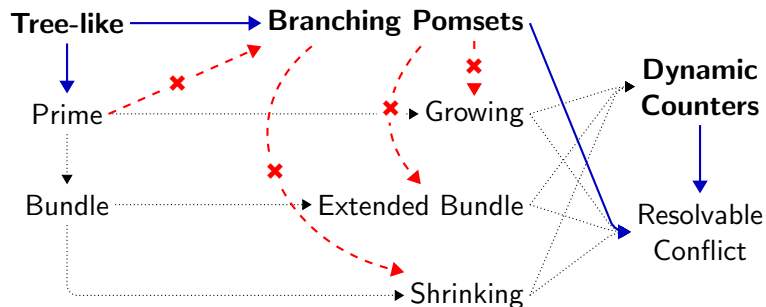 Tree-like
Branching Pomsets
Dynamic
Counters
Prime
Growing
Bundle
Extended Bundle
Resolvable
Conflict
Shrinking